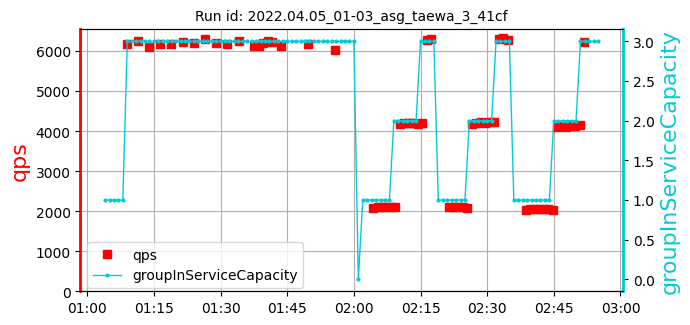 Run id: 2022.04.05_01-03_asg_taewa_3_41cf
qps
6000
5000
4000
3000
2000
1000
0
3.0
2.5
2.0
1.5
1.0
0.5
0.0
groupInServiceCapacity
qps
groupInServiceCapacity
01:00 01:15 01:30 01:45 02:00 02:15 02:30 02:45 03:00